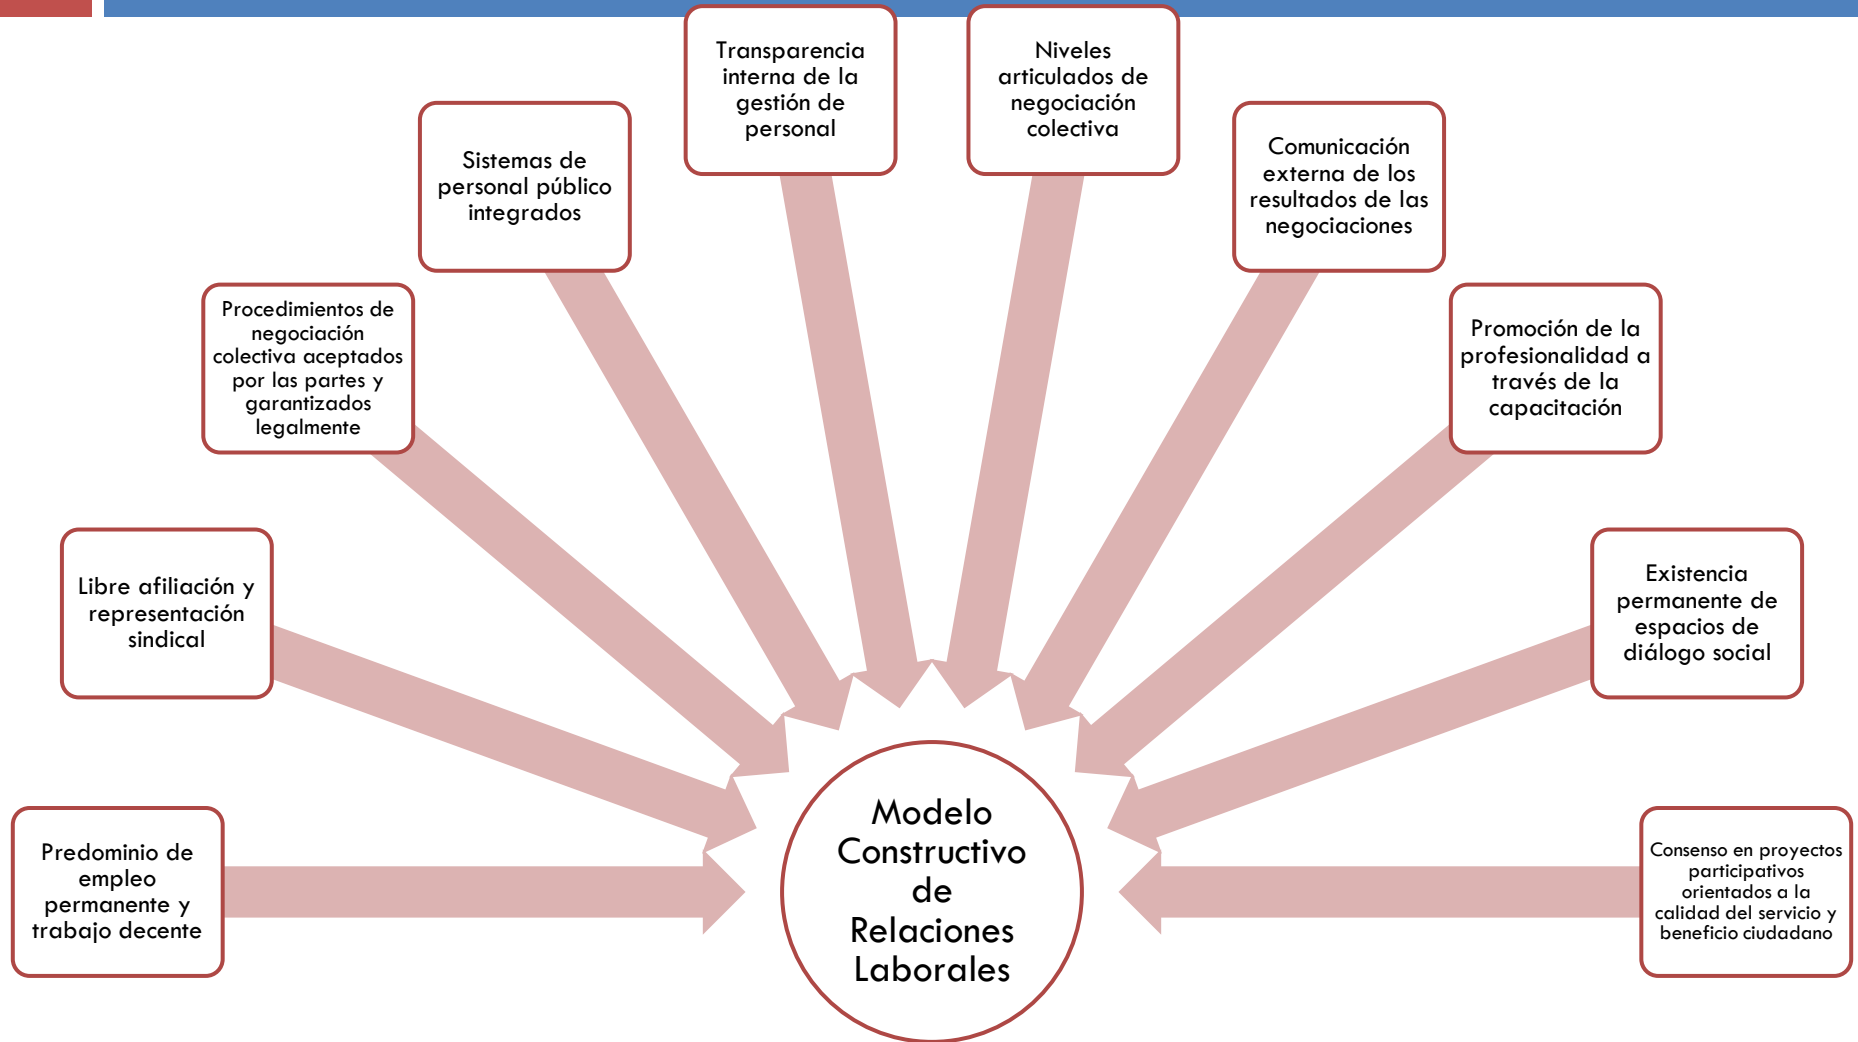 Transparencia
interna de la
gestión de
personal
Niveles
articulados de
negociación
colectiva
Sistemas de
personal público
integrados
Comunicación
externa de los
resultados de las
negociaciones
Procedimientos de
negociación
colectiva aceptados
por las partes y
garantizados
legalmente
Promoción de la
profesionalidad a
través de la
capacitación
Libre afiliación y
representación
sindical
Existencia
permanente de
espacios de
diálogo social
Predominio de
empleo
permanente y
trabajo decente
Modelo
Constructivo
de
Relaciones
Laborales
Consenso en proyectos
participativos
orientados a la
calidad del servicio y
beneficio ciudadano